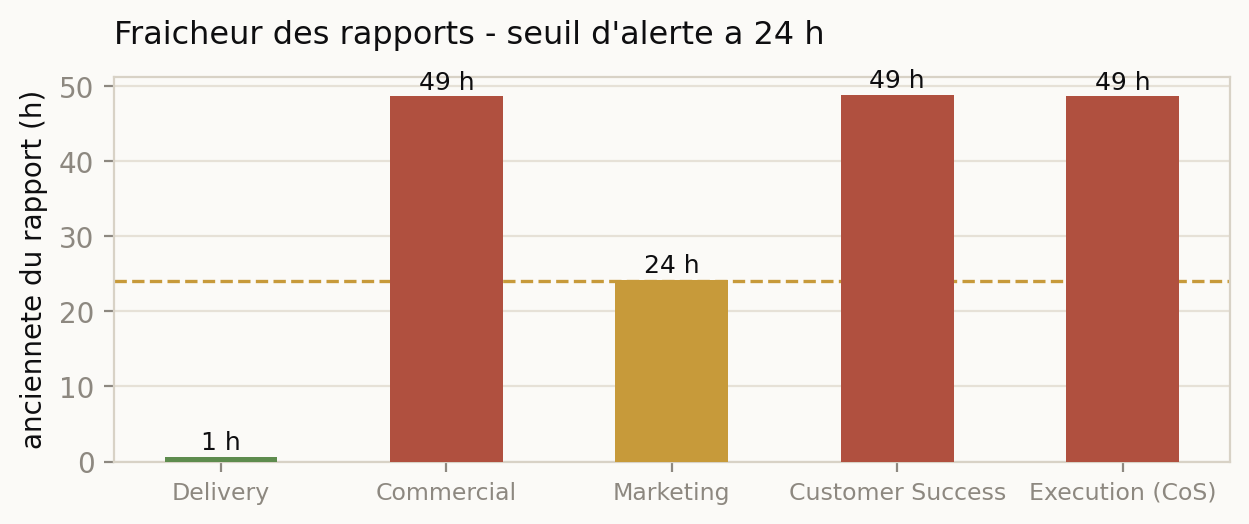 Fraicheur des rapports - seuil d'alerte a 24 h
anciennete du rapport (h)
50
40
30
20
10
0
1 h
49 h
24 h
49 h
49 h
Delivery
Commercial
Marketing
Customer Success
Execution (CoS)